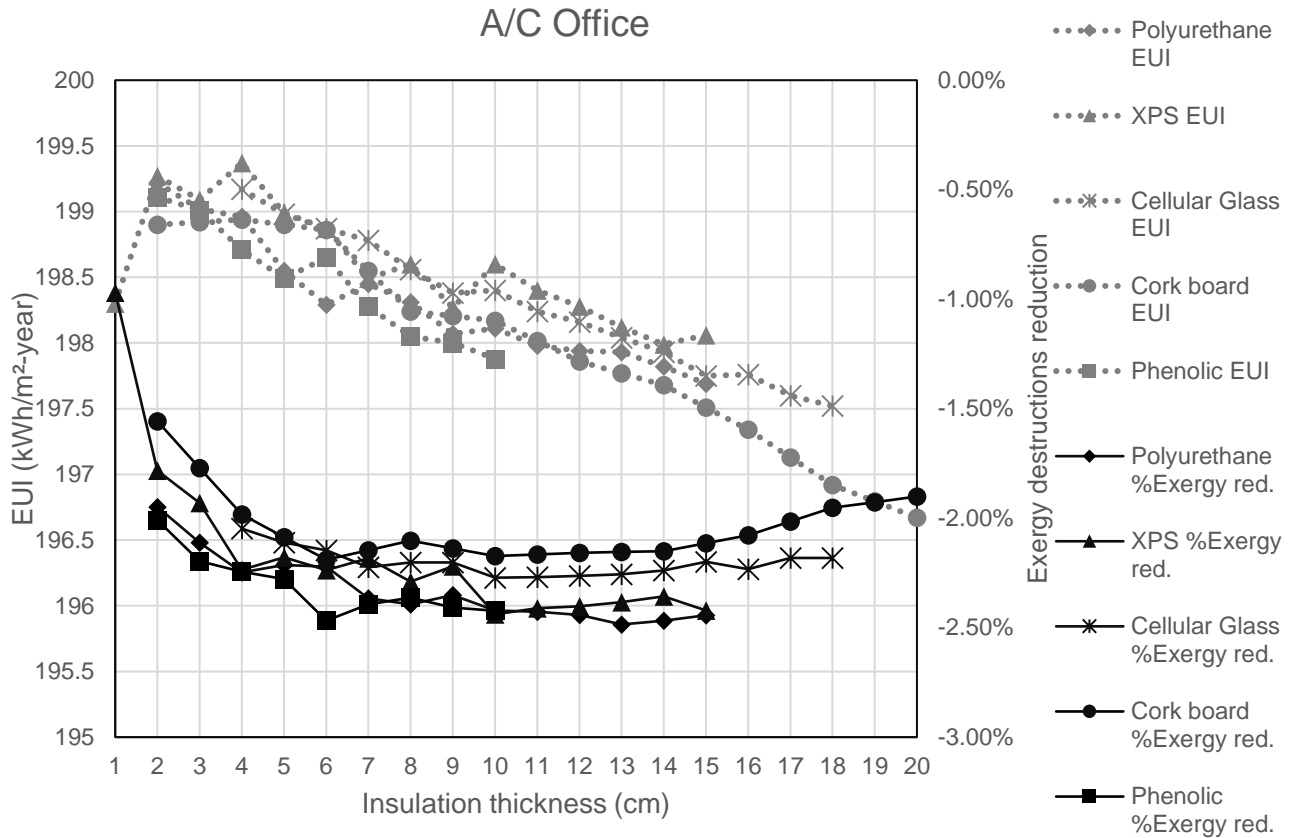 A/C Office
EUI (kWh/m²-year)
200
199.5
199
198.5
198
197.5
197
196.5
196
195.5
195
1 2 3 4 5 6 7 8 9 10 11 12 13 14 15 16 17 18 19 20
Insulation thickness (cm)
0.00%
-0.50%
-1.00%
-1.50%
-2.00%
-2.50%
-3.00%
Exergy destructions reduction
Polyurethane
EUI
XPS EUI
Cellular Glass
EUI
Cork board
EUI
Phenolic EUI
Polyurethane
%Exergy red.
XPS %Exergy
red.
Cellular Glass
%Exergy red.
Cork board
%Exergy red.
Phenolic
%Exergy red.